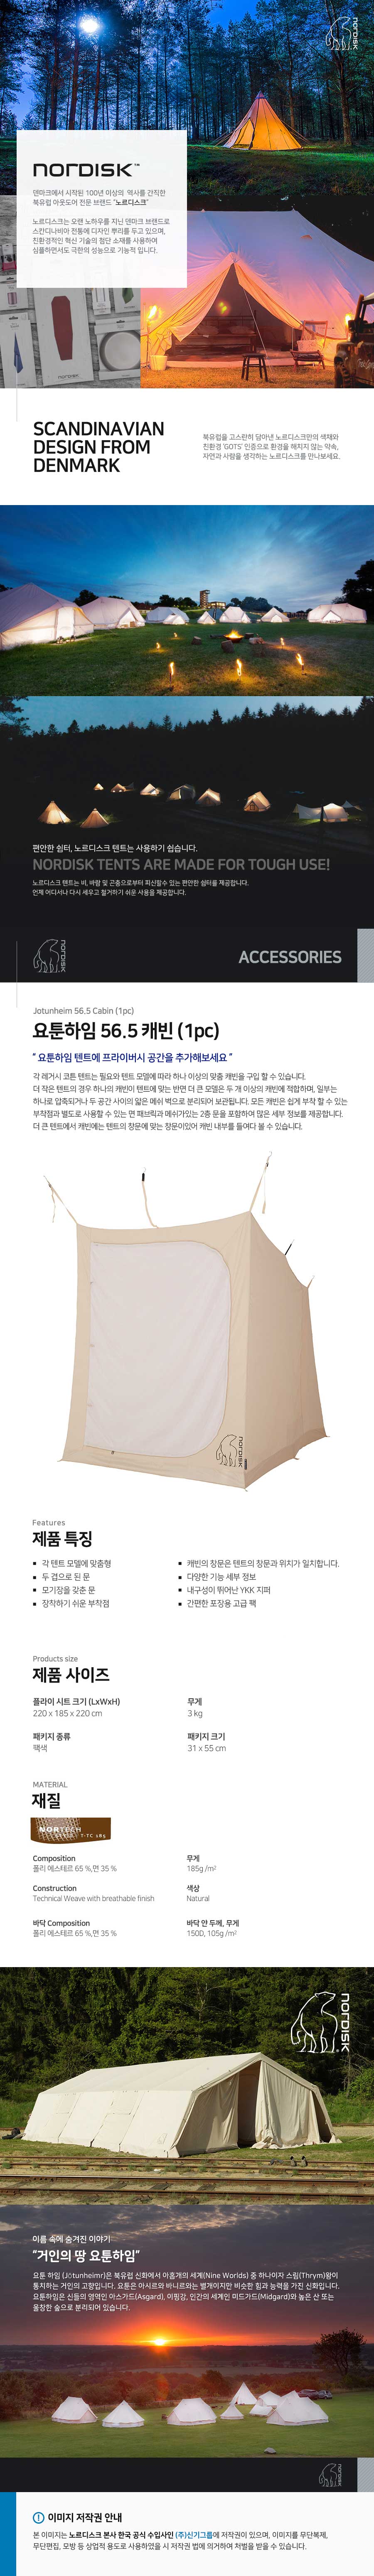 NORDISK
NORDISK™
덴마크에서 시작된 100년 이상의 역사를 간직한
북유럽 아웃도어 전문 브랜드 "노르디스크"
노르디스크는 오랜 노하우를 지닌 덴마크 브랜드로
스칸디나비아 전통에 디자인 뿌리를 두고 있으며,
친환경적인 혁신 기술의 첨단 소재를 사용하여
심플하면서도 극한의 성능으로 기능적 입니다.
NORDISK
SCANDINAVIAN
DESIGN FROM
DENMARK
북유럽을 고스란히 담아낸 노르디스크만의 색채와
친환경 'GOTS' 인증으로 환경을 해치지 않는 약속,
자연과 사람을 생각하는 노르디스크를 만나보세요.
편안한 쉼터, 노르디스크 텐트는 사용하기 쉽습니다.
NORDISK TENTS ARE MADE FOR TOUGH USE!
노르디스크 텐트는 비, 바람 및 곤충으로부터 피신할수 있는 편안한 쉼터를 제공합니다.
언제 어디서나 다시 세우고 철거하기 쉬운 사용을 제공합니다.
NORDISK
ACCESSORIES
Jotunheim 56,5 Cabin (1pc)
요툰하임 56.5 캐빈 (1pc)
" 요툰하임 텐트에 프라이버시 공간을 추가해보세요 "
각 레거시 코튼 텐트는 필요와 텐트 모델에 따라 하나 이상의 맞춤 캐빈을 구입 할 수 있습니다.
더 작은 텐트의 경우 하나의 캐빈이 텐트에 맞는 반면 더 큰 모델은 두 개 이상의 캐빈에 적합하며, 일부는
하나로 압축되거나 두 공간 사이의 얇은 메쉬 벽으로 분리되어 보관됩니다. 모든 캐빈은 쉽게 부착 할 수 있는
부착점과 별도로 사용할 수 있는 면 패브릭과 메쉬가있는 2층 문을 포함하여 많은 세부 정보를 제공합니다.
더 큰 텐트에서 캐빈에는 텐트의 창문에 맞는 창문이있어 캐빈 내부를 들여다 볼 수 있습니다.
NORDISK
Features
제품 특징
▪ 각 텐트 모델에 맞춤형
▪ 두 겹으로 된 문
▪ 모기장을 갖춘 문
▪ 장착하기 쉬운 부착점
▪ 캐빈의 창문은 텐트의 창문과 위치가 일치합니다.
▪ 다양한 기능 세부 정보
▪ 내구성이 뛰어난 YKK 지퍼
▪ 간편한 포장용 고급 팩
Products size
제품 사이즈
플라이 시트 크기 (LxWxH)
220 x 185 x 220 cm
무게
3 kg
패키지 종류
팩색
패키지 크기
31 x 55 cm
MATERIAL
재질
NORTECH
T-TC 185
Composition
폴리 에스테르 65 %,면 35 %
무게
185g /m²
Construction
Technical Weave with breathable finish
색상
Natural
바닥 Composition
폴리 에스테르 65 %,면 35 %
바닥 얀 두께, 무게
150D, 105g /m²
NORDISK
이름 속에 숨겨진 이야기
"거인의 땅 요툰하임"
요툰 하임 (Jötunheimr)은 북유럽 신화에서 아홉개의 세계(Nine Worlds) 중 하나이자 스림(Thrym)왕이
통치하는 거인의 고향입니다. 요툰은 아시르와 바니르와는 별개이지만 비슷한 힘과 능력을 가진 신화입니다.
요툰하임은 신들의 영역인 아스가드(Asgard), 이핑강, 인간의 세계인 미드가드(Midgard)와 높은 산 또는
울창한 숲으로 분리되어 있습니다.
NORDISK
이미지 저작권 안내
본 이미지는 노르디스크 본사 한국 공식 수입사인 (주)신기그룹에 저작권이 있으며, 이미지를 무단복제,
무단편집, 모방 등 상업적 용도로 사용하였을 시 저작권 법에 의거하여 처벌을 받을 수 있습니다.